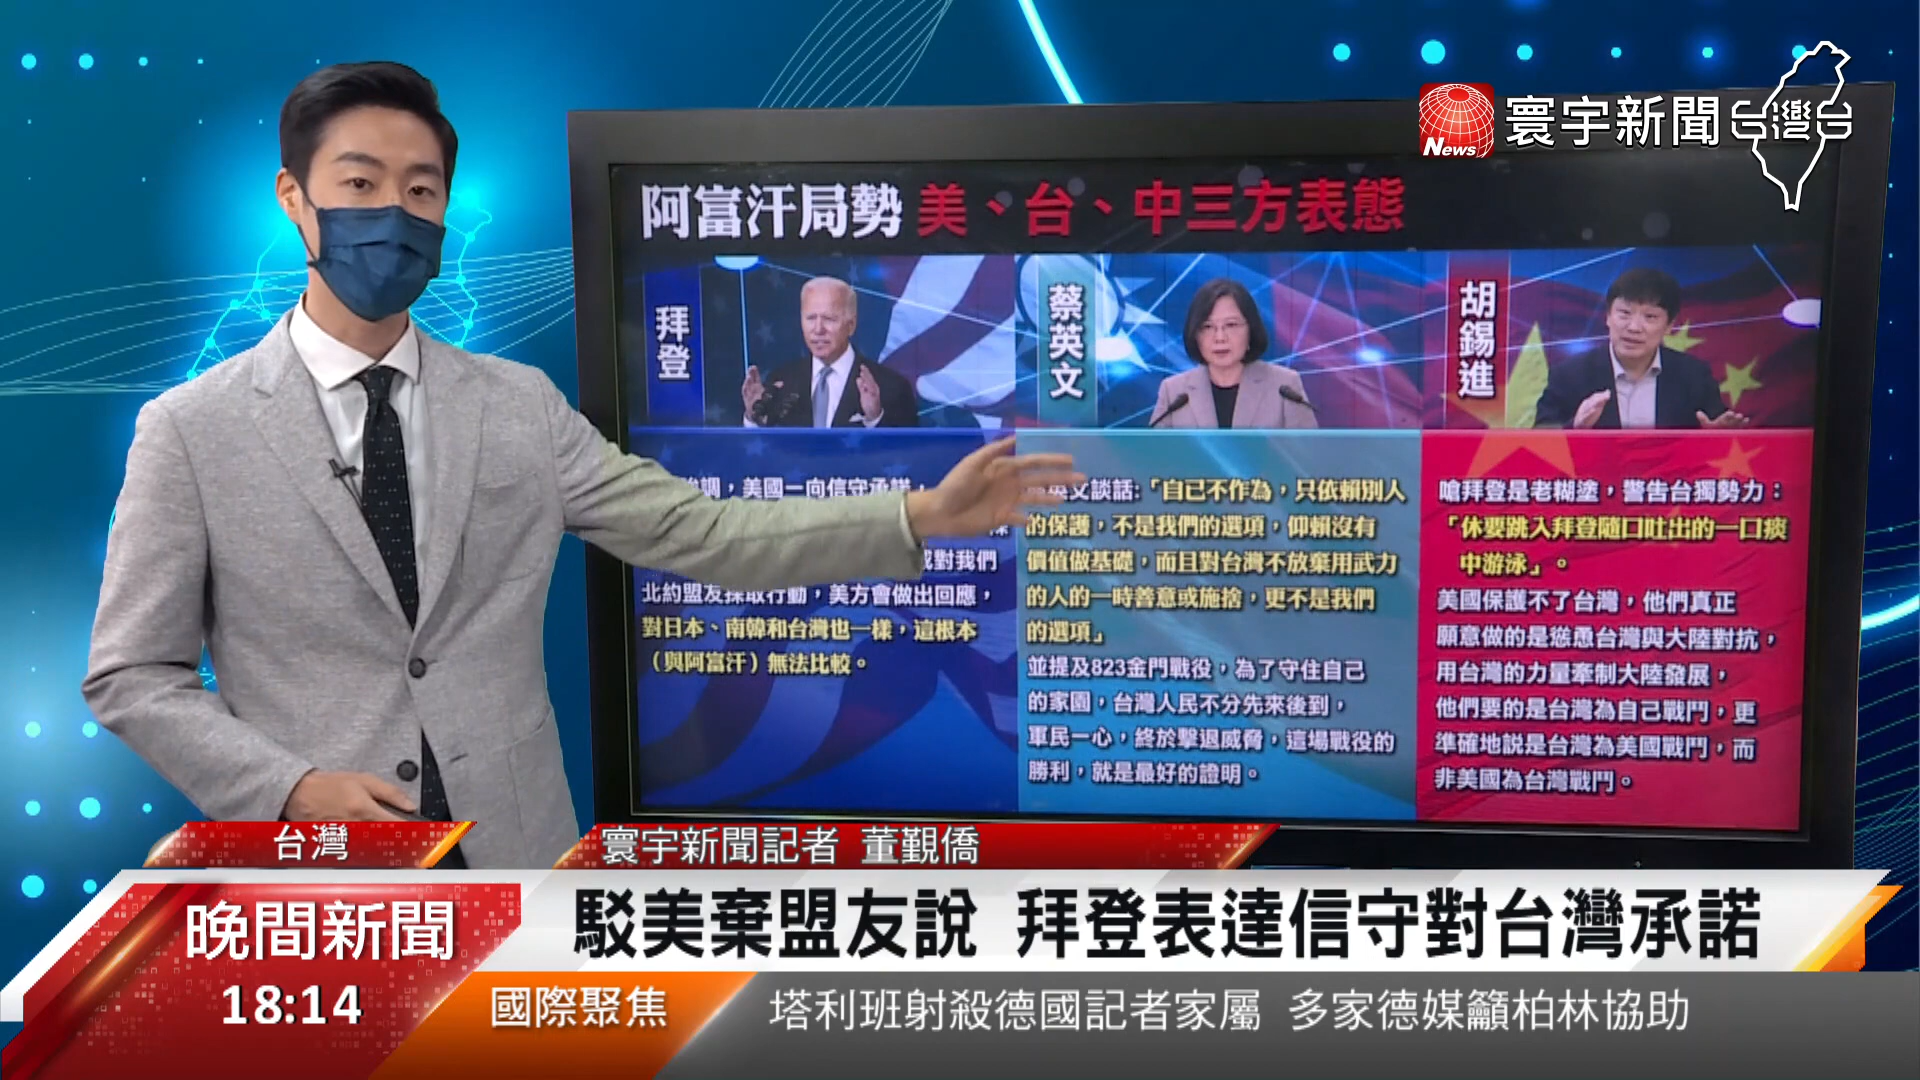 News 寰宇新聞 台灣台
阿富汗局勢 美、台、中三方表態
拜登
蔡英文
胡錫進
強調，美國一向信守承諾，
或對我們
北約盟友採取行動，美方會做出回應，
對日本、南韓和台灣也一樣，這根本
（與阿富汗）無法比較。
英文談話:「自己不作為，只依賴別人
的保護，不是我們的選項，仰賴沒有
價值做基礎，而且對台灣不放棄用武力
的人的一時善意或施捨，更不是我們
的選項」
並提及823金門戰役，為了守住自己
的家園，台灣人民不分先來後到，
軍民一心，終於擊退威脅，這場戰役的
勝利，就是最好的證明。
嗆拜登是老糊塗，警告台獨勢力：
「休要跳入拜登隨口吐出的一口痰
中游泳」。
美國保護不了台灣，他們真正
願意做的是慫恿台灣與大陸對抗，
用台灣的力量牽制大陸發展，
他們要的是台灣為自己戰鬥，更
準確地說是台灣為美國戰鬥，而
非美國為台灣戰鬥。
台灣
寰宇新聞記者 董覲僑
晚間新聞
駁美棄盟友說 拜登表達信守對台灣承諾
18:14
國際聚焦
塔利班射殺德國記者家屬 多家德媒籲柏林協助